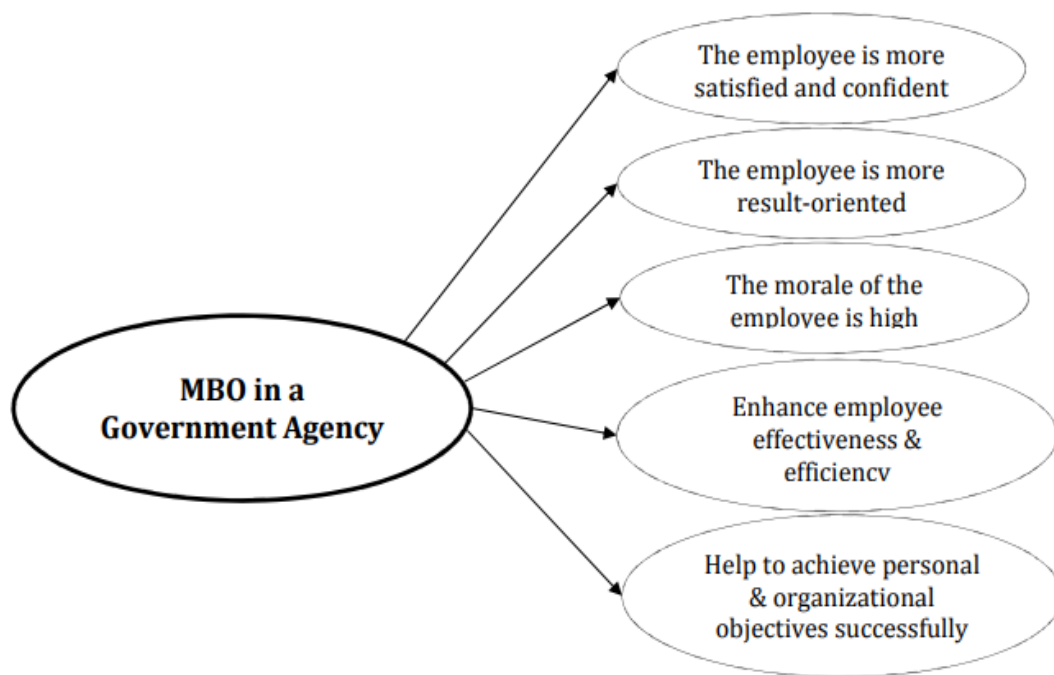 The employee is more
satisfied and confident
The employee is more
result-oriented
The morale of the
employee is high
MBO in a
Government Agency
Enhance employee
effectiveness &
efficiency
Help to achieve personal
& organizational
objectives successfully